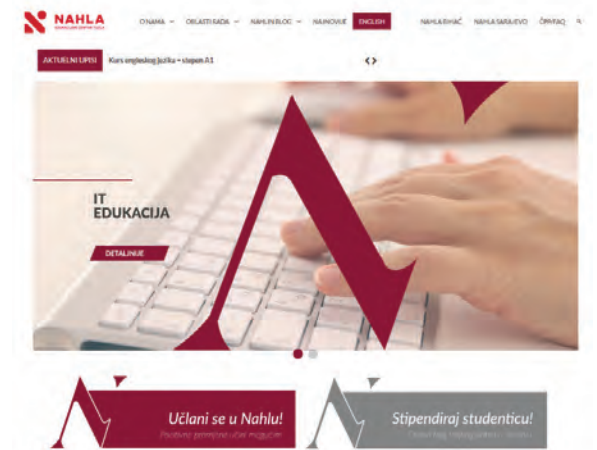 NAHLA
O NAMA
OBLASTI RADA
NAHLIN BLOG
NAJNOVIJE
ENGLISH
NAHLA BIHAĆ
NAHLA SARAJEVO
ČPP/FAQ
AKTUELNI UPISI
Kurs engleskog jezika – stepen A1
IT
EDUKACIJA
DETALJNIJE
Učlani se u Nahlu!
Stipendiraj studenticu!